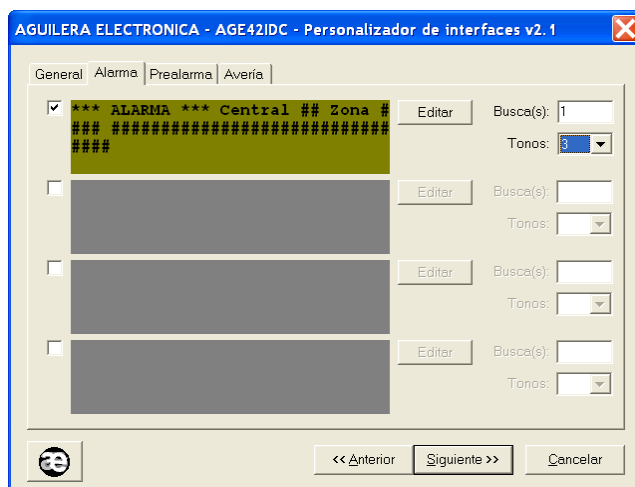 AGUILERA ELECTRONICA - AGE42IDC - Personalizador de interfaces v2.1
General Alarma Prealarma Avería
*** ALARMA *** Central ## Zona #
### ############################
####
Editar
Busca(s): 1
Tonos: 3
Editar
Busca(s):
Tonos:
Editar
Busca(s):
Tonos:
Editar
Busca(s):
Tonos:
æ
<< Anterior Siguiente >> Cancelar